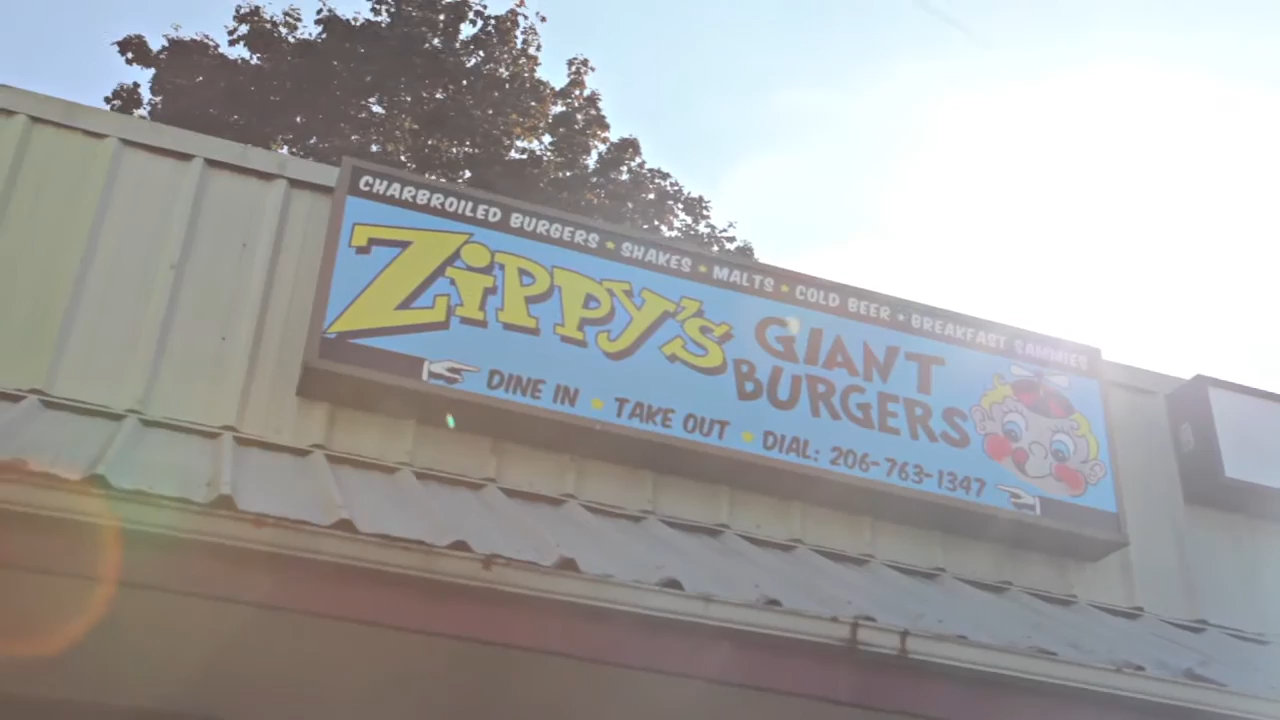 CHARBROILED BURGERS * SHAKES * MALTS * COLD BEER * BREAKFAST SAMMIES
ZiPPY'S GIANT BURGERS
DINE IN * TAKE OUT * DIAL: 206-763-1347